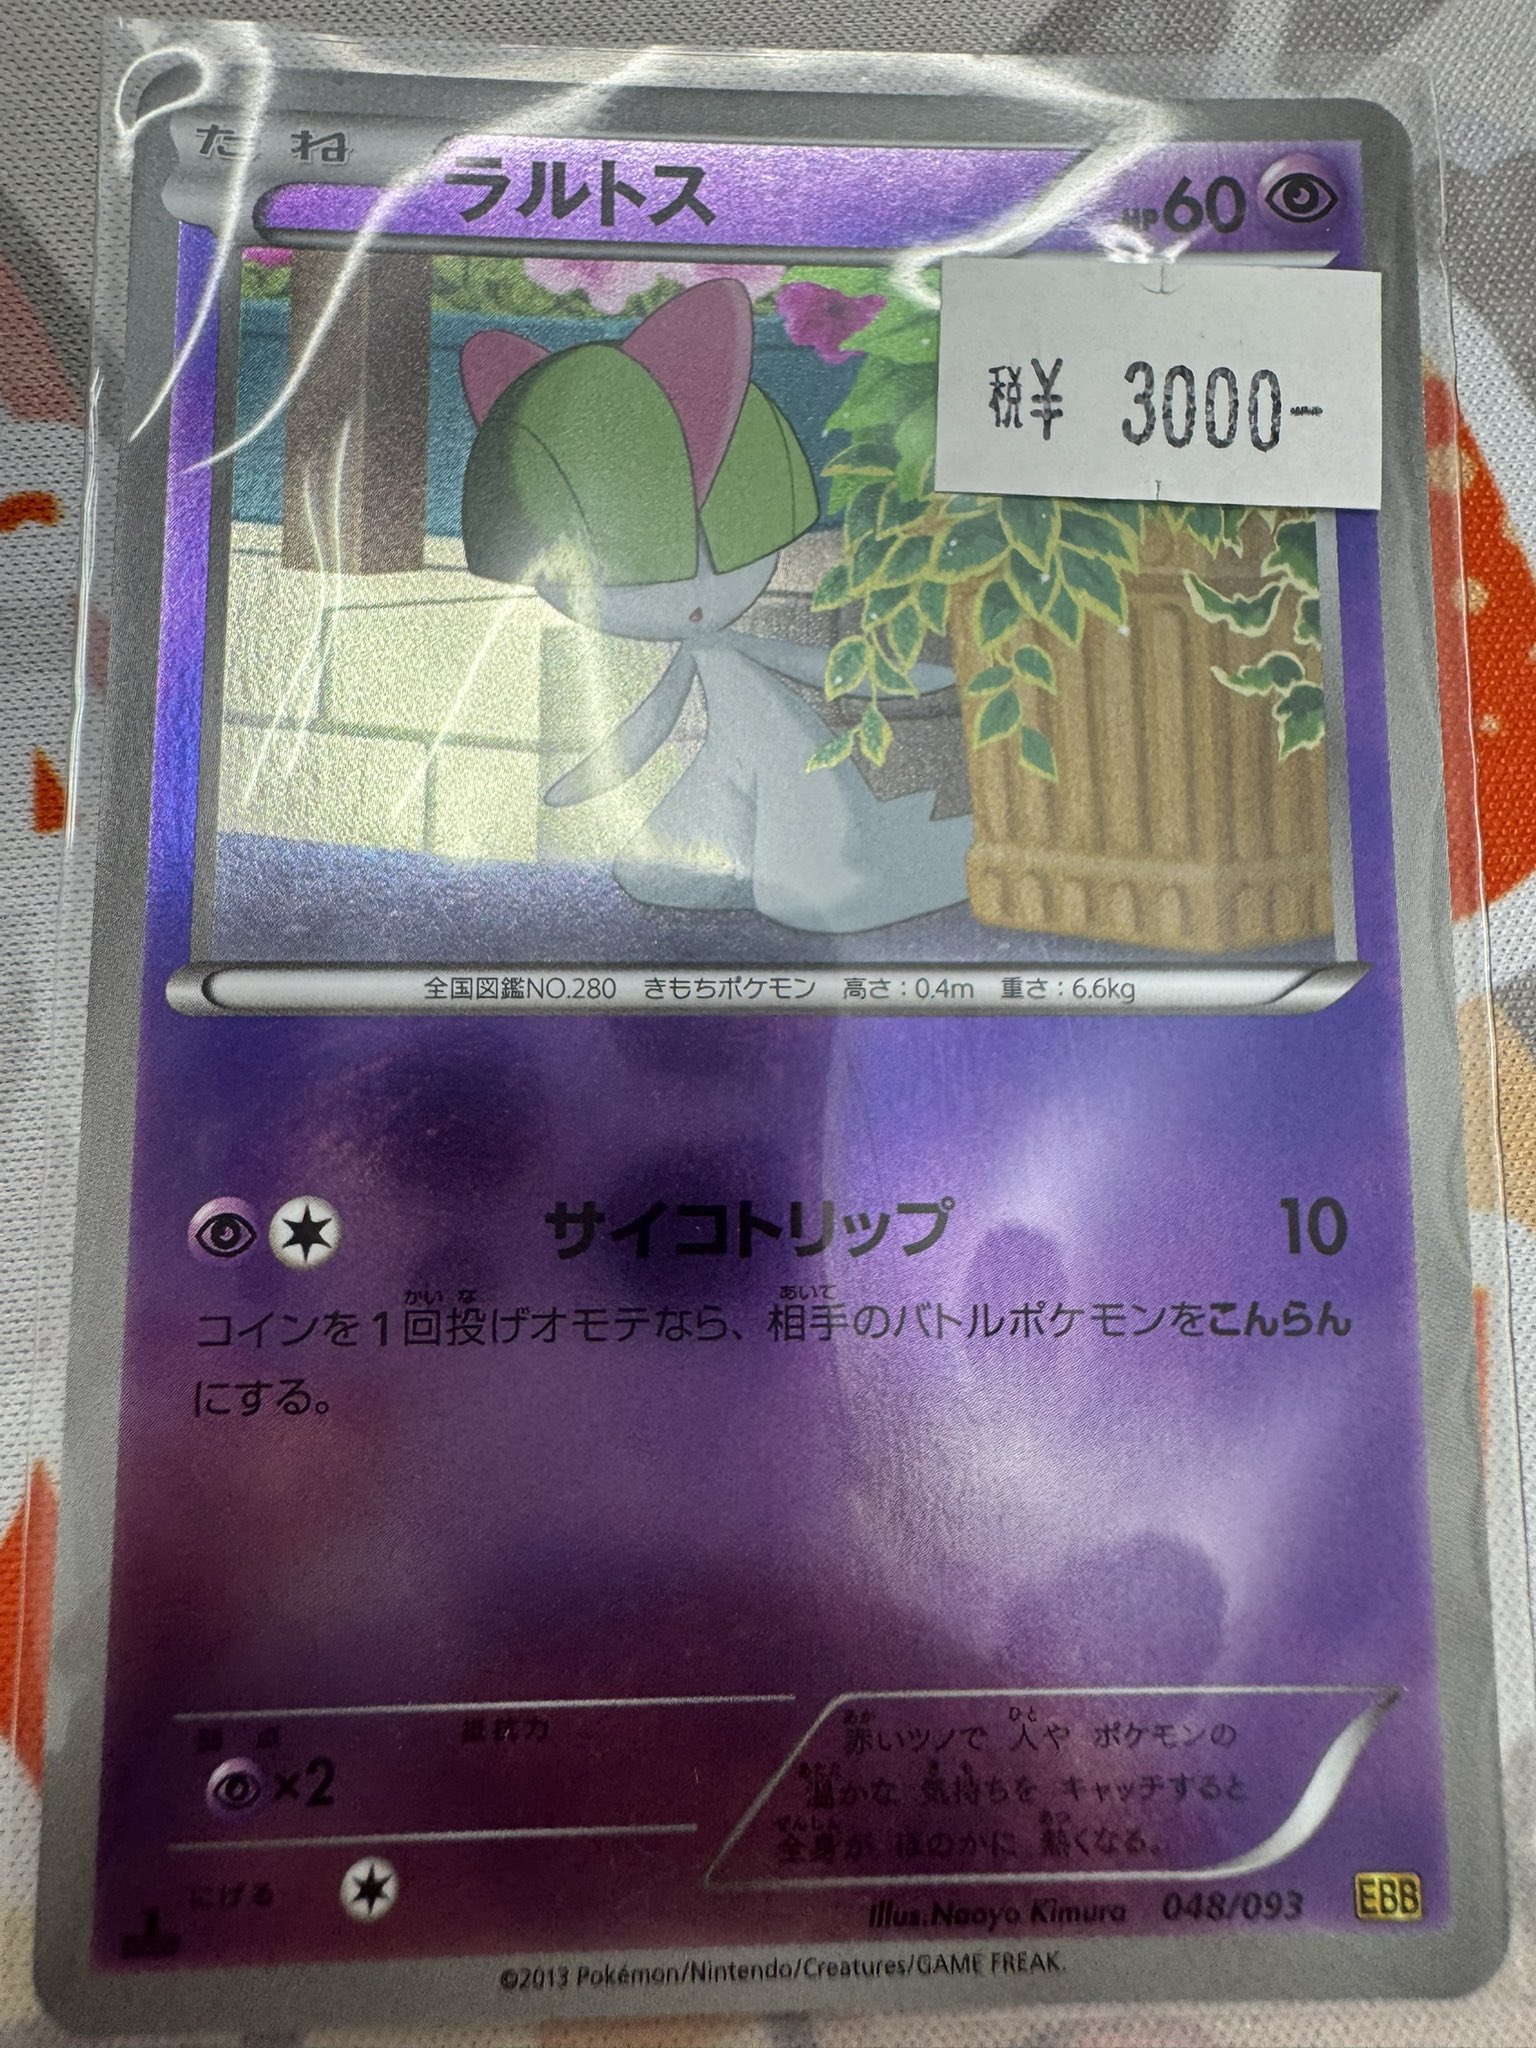 たね ラルトス HP60
税¥ 3000-
全国図鑑NO.280 きもちポケモン 高さ：0.4m 重さ：6.6kg
サイコトリップ 10
コインを1回投げオモテなら、相手のバトルポケモンをこんらん
にする。
弱点 抵抗力
×2
にげる
赤いツノで 人や ポケモンの
温かな 気持ちを キャッチすると
全身が ほのかに 熱くなる。
Illus.Naoyo Kimura 048/093 EBB
©2013 Pokémon/Nintendo/Creatures/GAME FREAK.